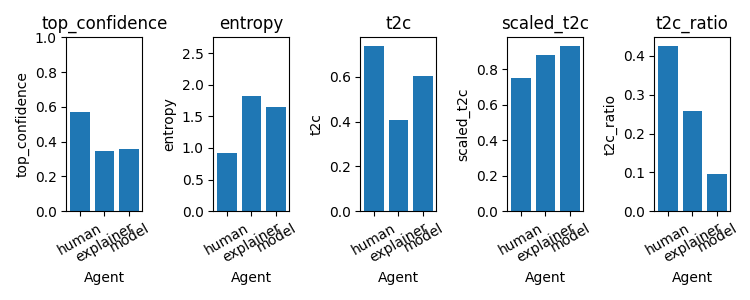 top_confidence
top_confidence
1.0
0.8
0.6
0.4
0.2
0.0
human
explainer
model
Agent
entropy
entropy
2.5
2.0
1.5
1.0
0.5
0.0
human
explainer
model
Agent
t2c
t2c
0.6
0.4
0.2
0.0
human
explainer
model
Agent
scaled_t2c
scaled_t2c
0.8
0.6
0.4
0.2
0.0
human
explainer
model
Agent
t2c_ratio
t2c_ratio
0.4
0.3
0.2
0.1
0.0
human
explainer
model
Agent